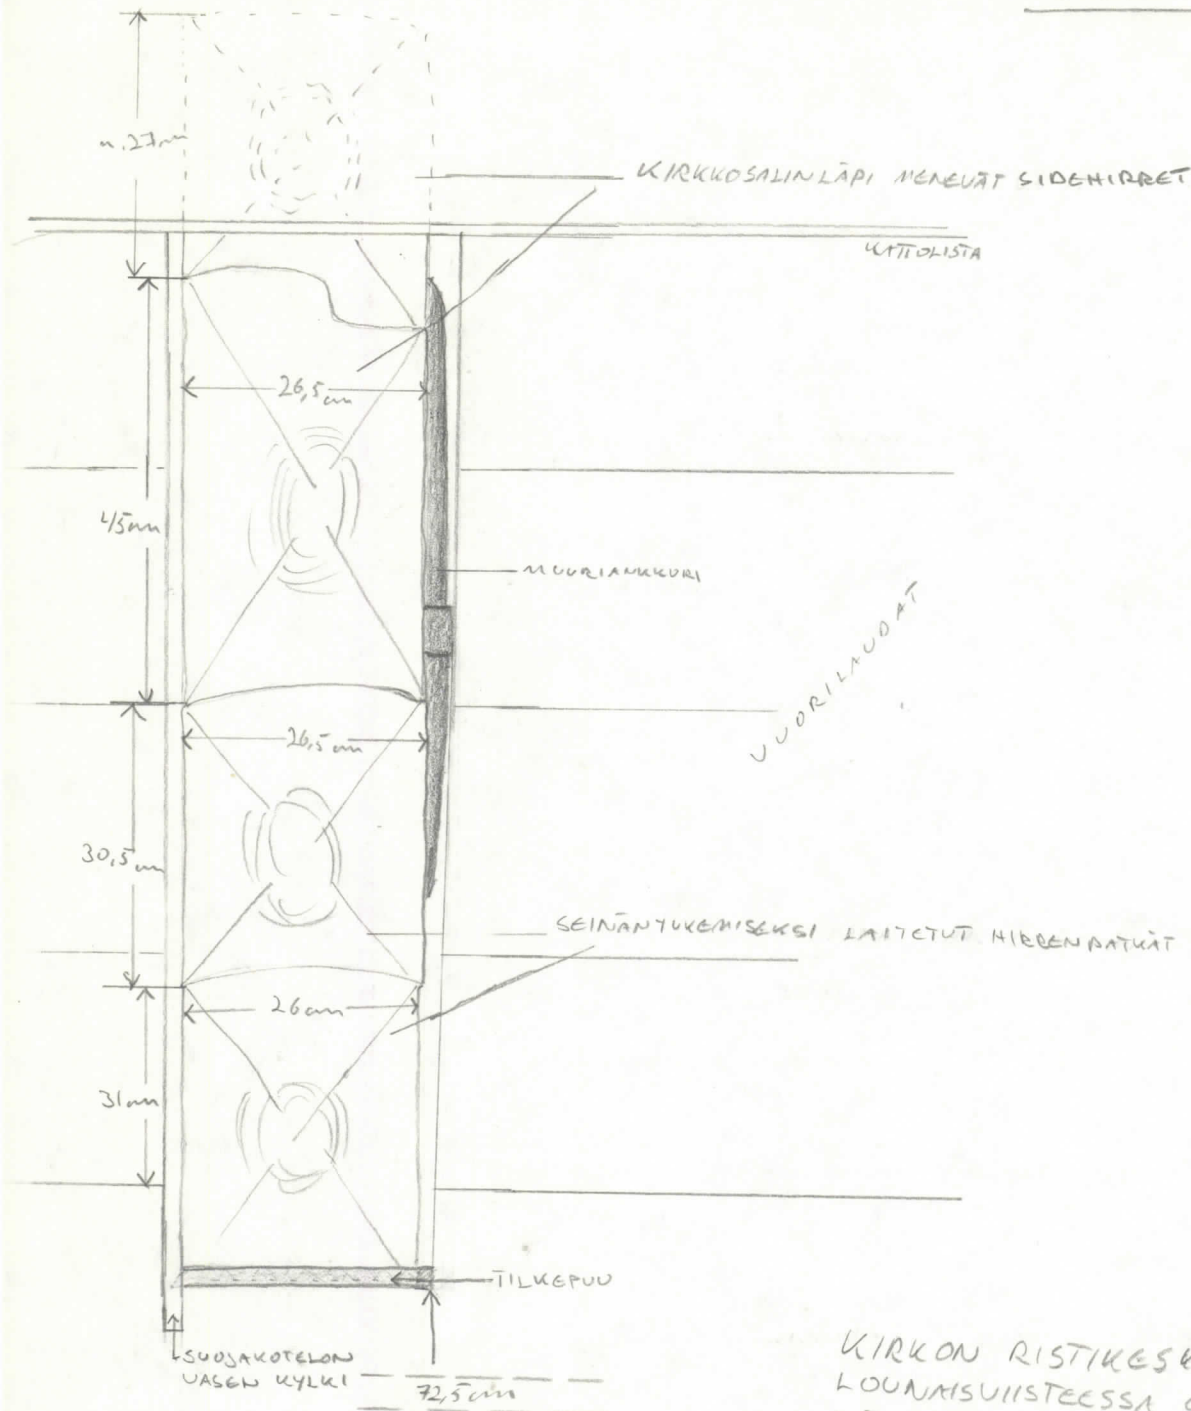 n. 27cm
KIRKKOSALIN LÄPI MENEVÄT SIDEHIRRET
KATTOLISTA
26,5cm
45cm
MUURIANKKURI
VUORILAUDAT
26,5cm
30,5cm
SEINÄN TUKEMISEKSI LAITETUT HIRRENPÄTKÄT
26cm
31cm
TILKEPUU
SUOJAKOTELON
VASEN KYLKI
72,5cm
KIRKON RISTIKESK
LOUNAISVIISTEESSA